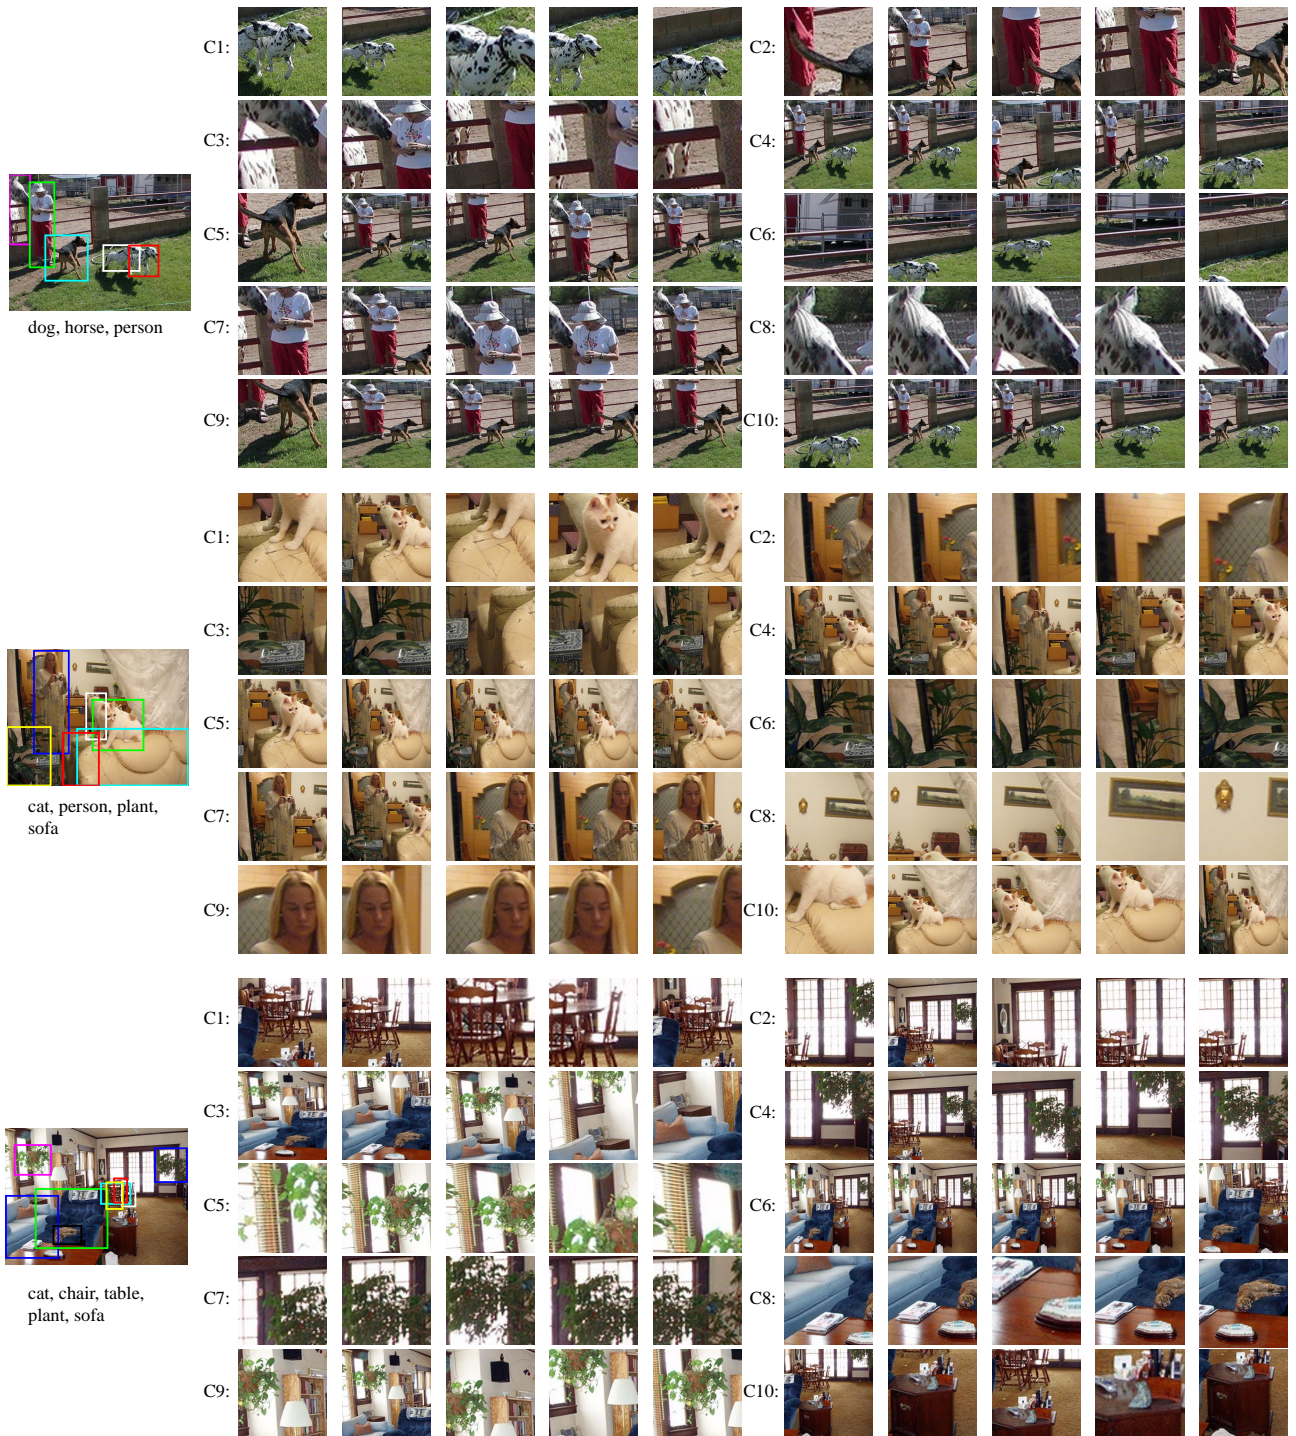 C1:
C2:
C3:
C4:
C5:
C6:
C7:
C8:
C9:
C10:
dog, horse, person
C1:
C2:
C3:
C4:
C5:
C6:
C7:
C8:
C9:
C10:
cat, person, plant,
sofa
C1:
C2:
C3:
C4:
C5:
C6:
C7:
C8:
C9:
C10:
cat, chair, table,
plant, sofa